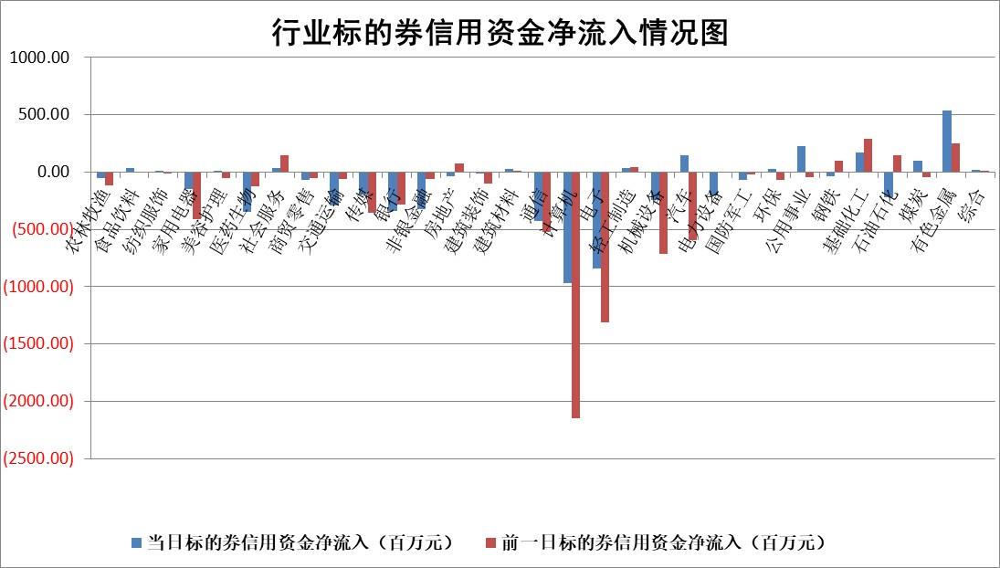 行业标的券信用资金净流入情况图
1000.00
500.00
0.00
(500.00)
(1000.00)
(1500.00)
(2000.00)
(2500.00)
农林牧渔
食品饮料
纺织服饰
家用电器
美容护理
医药生物
社会服务
商贸零售
交通运输
传媒
银行
非银金融
房地产
建筑装饰
建筑材料
通信
计算机
电子
轻工制造
机械设备
汽车
电力设备
国防军工
环保
公用事业
钢铁
基础化工
石油石化
煤炭
有色金属
综合
当日标的券信用资金净流入（百万元）
前一日标的券信用资金净流入（百万元）